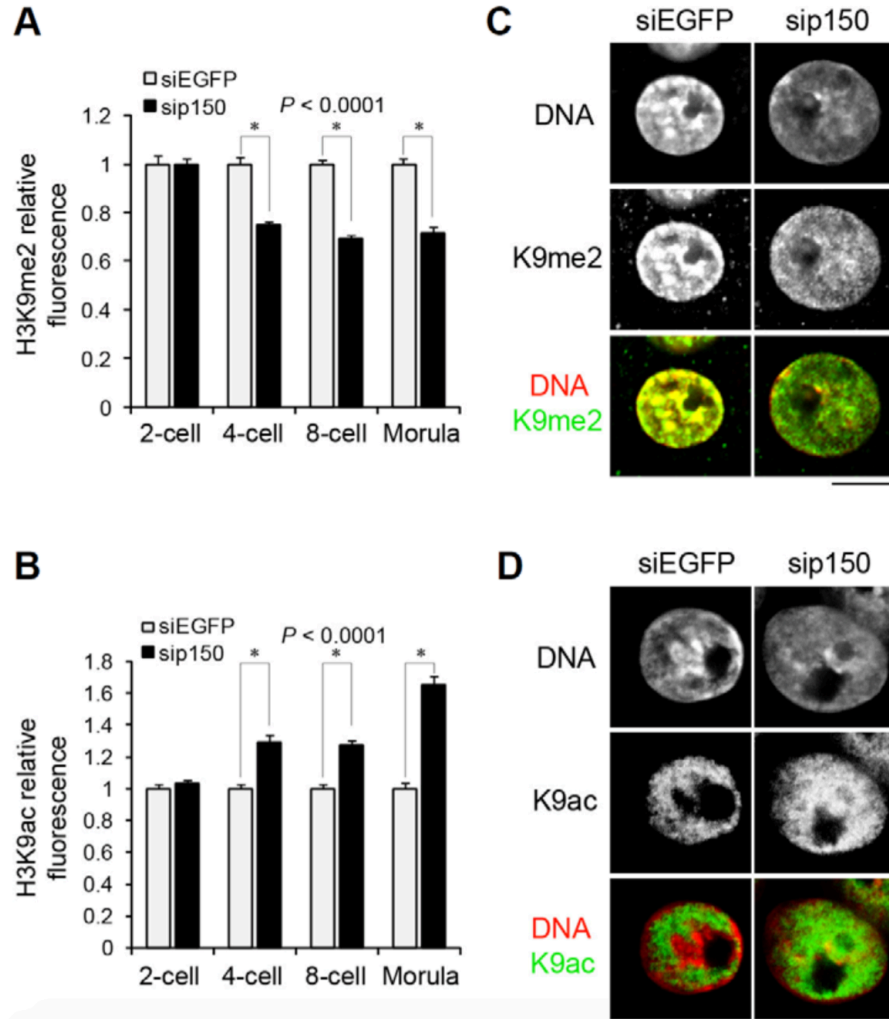 A
siEGFP
sip150
P < 0.0001
* * *
H3K9me2 relative
fluorescence
1.2
1
0.8
0.6
0.4
0.2
0
2-cell 4-cell 8-cell Morula
B
siEGFP
sip150
P < 0.0001
* * *
H3K9ac relative
fluorescence
1.8
1.6
1.4
1.2
1
0.8
0.6
0.4
0.2
0
2-cell 4-cell 8-cell Morula
C
siEGFP sip150
DNA
K9me2
DNA
K9me2
D
siEGFP sip150
DNA
K9ac
DNA
K9ac